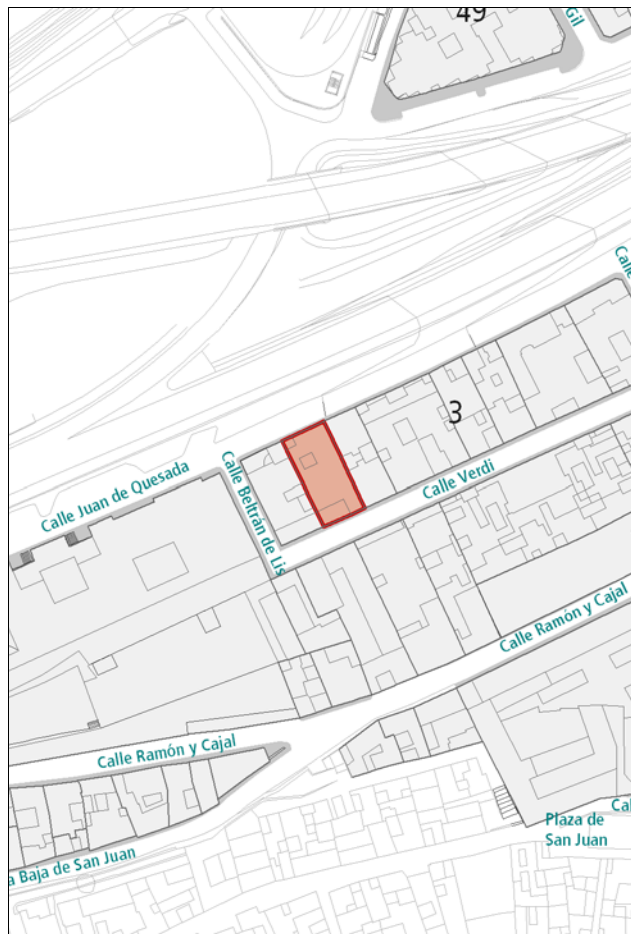 49
Gil
Calle
3
Calle Juan de Quesada
Calle Beltrán de Lis
Calle Verdi
Calle Ramón y Cajal
Calle Ramón y Cajal
Plaza de
San Juan
Cal
a Baja de San Juan